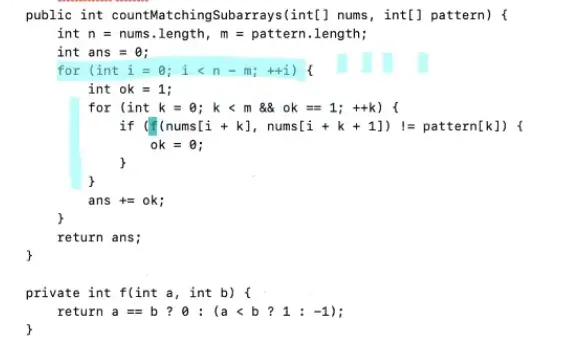 public int countMatchingSubarrays(int[] nums, int[] pattern) {
int n = nums.length, m = pattern.length;
int ans = 0;
for (int i = 0; i < n - m; ++i) {
int ok = 1;
for (int k = 0; k < m && ok == 1; ++k) {
if (f(nums[i + k], nums[i + k + 1]) != pattern[k]) {
ok = 0;
}
}
ans += ok;
}
return ans;
}
private int f(int a, int b) {
return a == b ? 0 : (a < b ? 1 : -1);
}